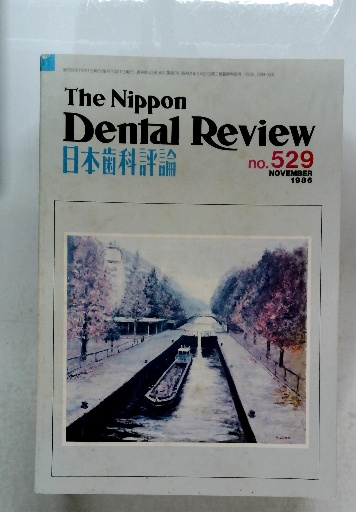 The Nippon
Dental Review
日本歯科評論
no. 529
NOVEMBER
1986